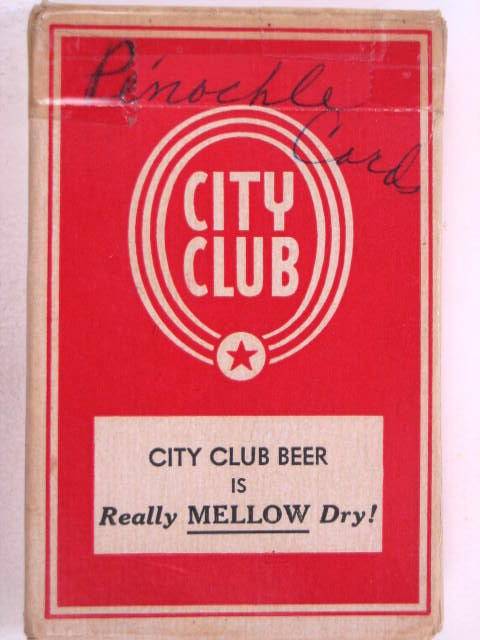 Pinochle
Cards
CITY
CLUB
CITY CLUB BEER
IS
Really MELLOW Dry!